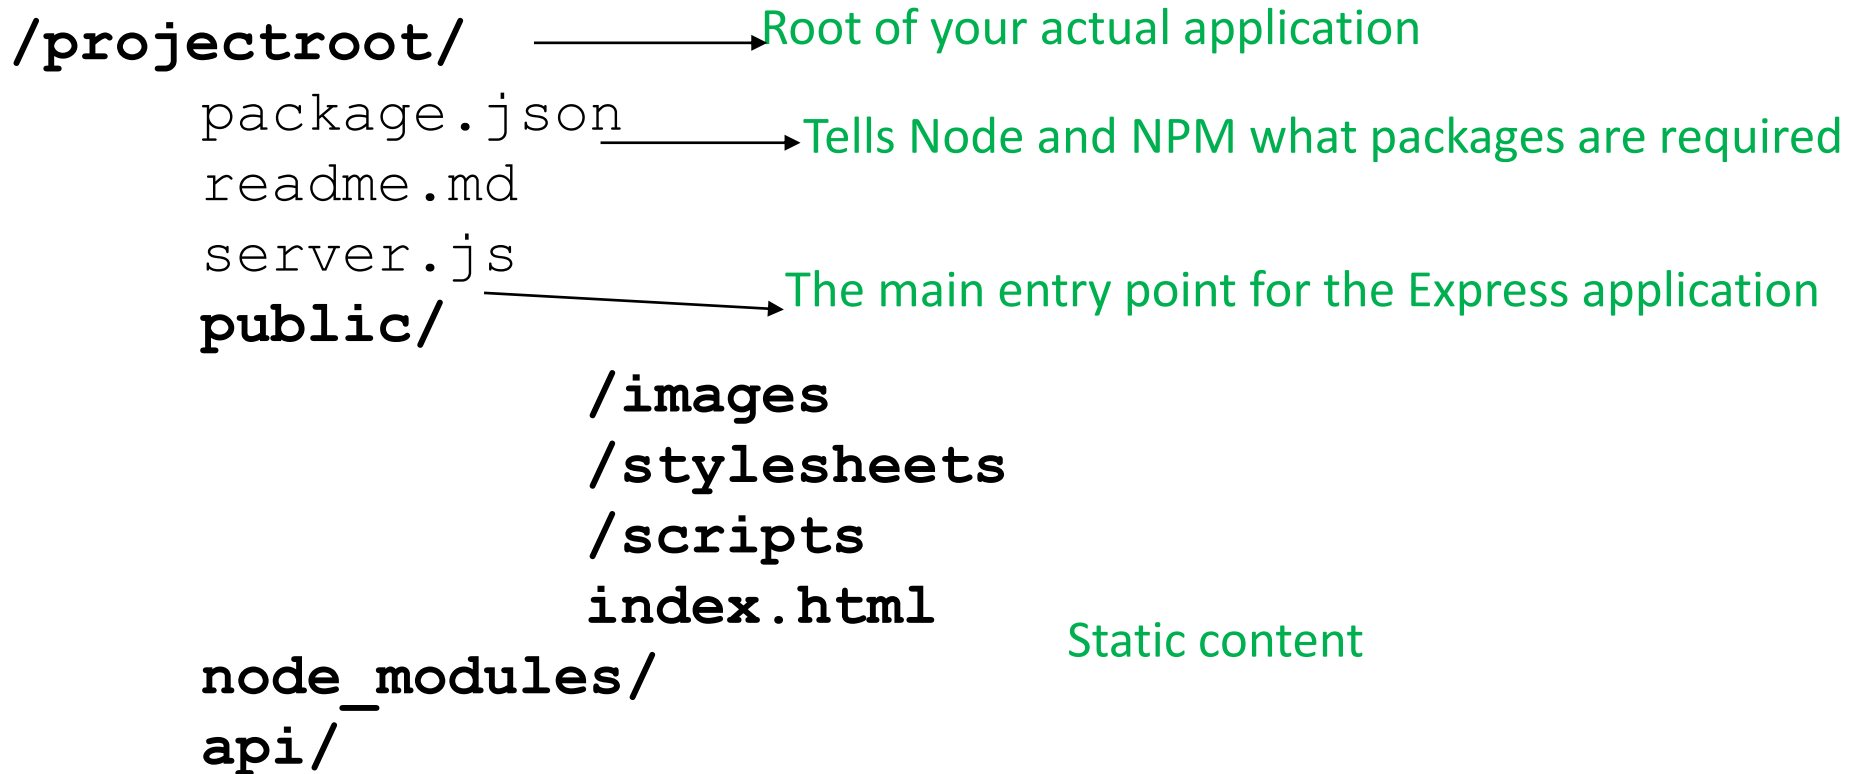 /projectroot/
Root of your actual application
package.json
Tells Node and NPM what packages are required
readme.md
server.js
The main entry point for the Express application
public/
/images
/stylesheets
/scripts
index.html
Static content
node_modules/
api/